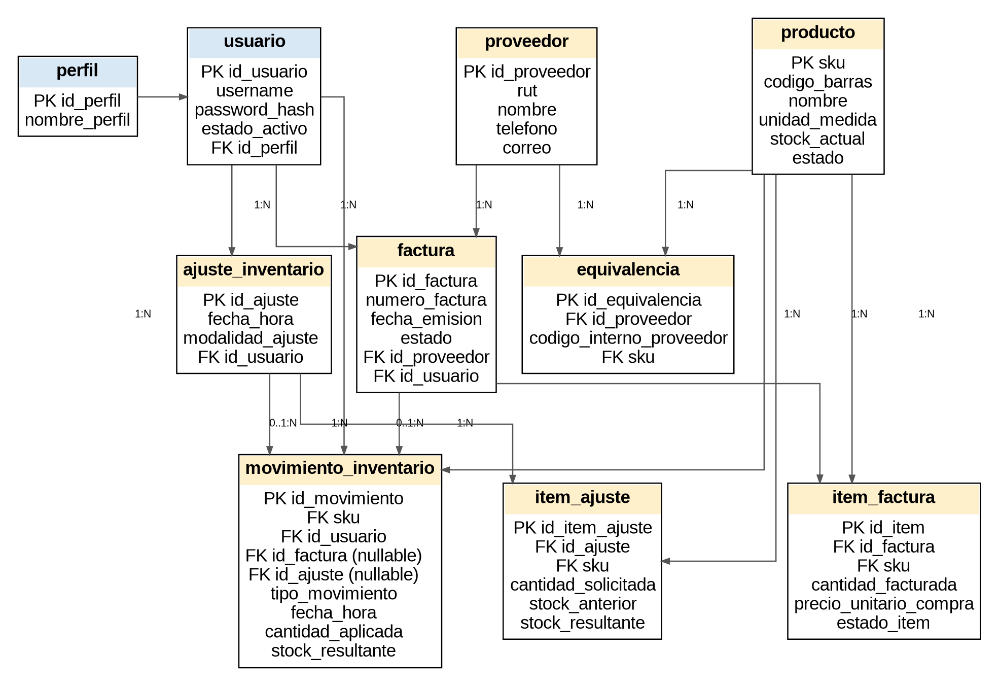 perfil
PK id_perfil
nombre_perfil
usuario
PK id_usuario
username
password_hash
estado_activo
FK id_perfil
proveedor
PK id_proveedor
rut
nombre
telefono
correo
producto
PK sku
codigo_barras
nombre
unidad_medida
stock_actual
estado
1:N
1:N
1:N
1:N
1:N
ajuste_inventario
PK id_ajuste
fecha_hora
modalidad_ajuste
FK id_usuario
factura
PK id_factura
numero_factura
fecha_emision
estado
FK id_proveedor
FK id_usuario
equivalencia
PK id_equivalencia
FK id_proveedor
codigo_interno_proveedor
FK sku
1:N
1:N
1:N
1:N
0..1:N
1:N
0..1:N
1:N
movimiento_inventario
PK id_movimiento
FK sku
FK id_usuario
FK id_factura (nullable)
FK id_ajuste (nullable)
tipo_movimiento
fecha_hora
cantidad_aplicada
stock_resultante
item_ajuste
PK id_item_ajuste
FK id_ajuste
FK sku
cantidad_solicitada
stock_anterior
stock_resultante
item_factura
PK id_item
FK id_factura
FK sku
cantidad_facturada
precio_unitario_compra
estado_item